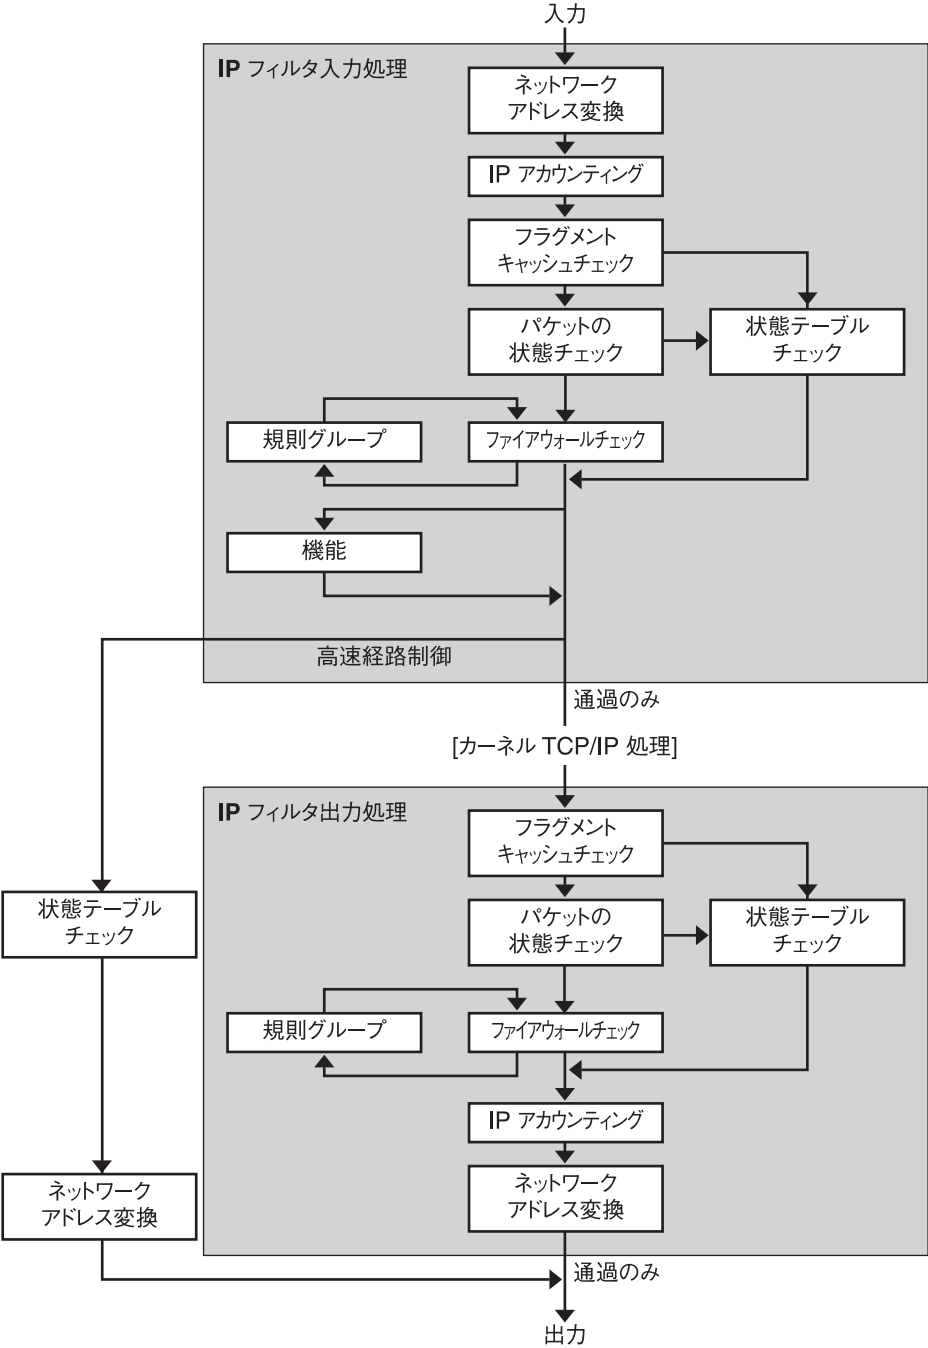 入力
IP フィルタ入力処理
ネットワーク
アドレス変換
IP アカウンティング
フラグメント
キャッシュチェック
パケットの
状態チェック
状態テーブル
チェック
規則グループ
ファイアウォールチェック
機能
高速経路制御
通過のみ
[カーネル TCP/IP 処理]
IP フィルタ出力処理
フラグメント
キャッシュチェック
状態テーブル
チェック
パケットの
状態チェック
状態テーブル
チェック
規則グループ
ファイアウォールチェック
IP アカウンティング
ネットワーク
アドレス変換
ネットワーク
アドレス変換
通過のみ
出力